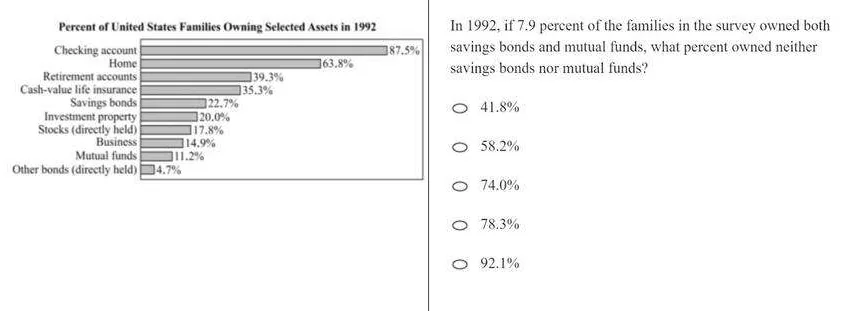 Percent of United States Families Owning Selected Assets in 1992
Checking account 87.5%
Home 63.8%
Retirement accounts 39.3%
Cash-value life insurance 35.3%
Savings bonds 22.7%
Investment property 20.0%
Stocks (directly held) 17.8%
Business 14.9%
Mutual funds 11.2%
Other bonds (directly held) 4.7%
In 1992, if 7.9 percent of the families in the survey owned both
savings bonds and mutual funds, what percent owned neither
savings bonds nor mutual funds?
41.8%
58.2%
74.0%
78.3%
92.1%